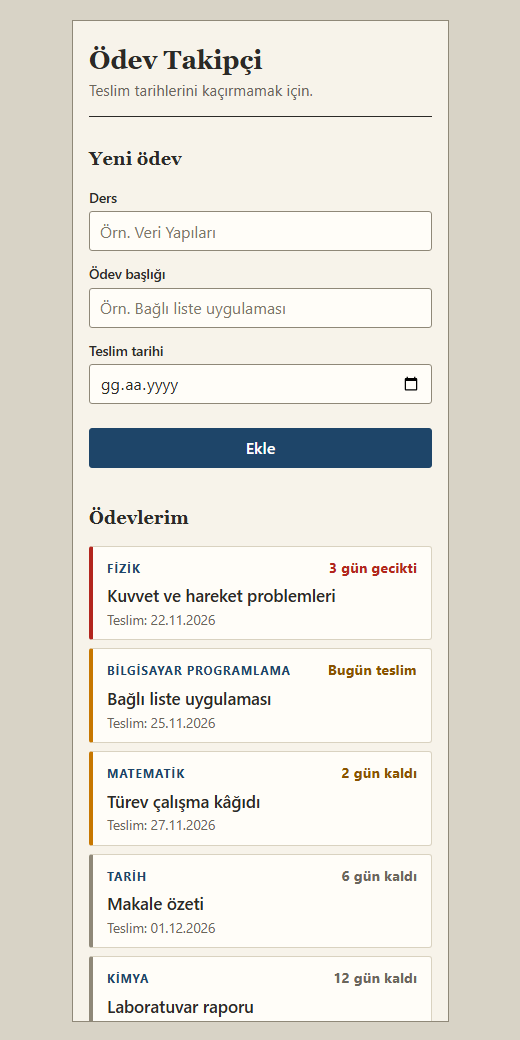 Ödev Takipçi
Teslim tarihlerini kaçırmamak için.
Yeni ödev
Ders
Örn. Veri Yapıları
Ödev başlığı
Örn. Bağlı liste uygulaması
Teslim tarihi
gg.aa.yyyy
Ekle
Ödevlerim
FİZİK 3 gün gecikti
Kuvvet ve hareket problemleri
Teslim: 22.11.2026
BİLGİSAYAR PROGRAMLAMA Bugün teslim
Bağlı liste uygulaması
Teslim: 25.11.2026
MATEMATİK 2 gün kaldı
Türev çalışma kâğıdı
Teslim: 27.11.2026
TARİH 6 gün kaldı
Makale özeti
Teslim: 01.12.2026
KİMYA 12 gün kaldı
Laboratuvar raporu